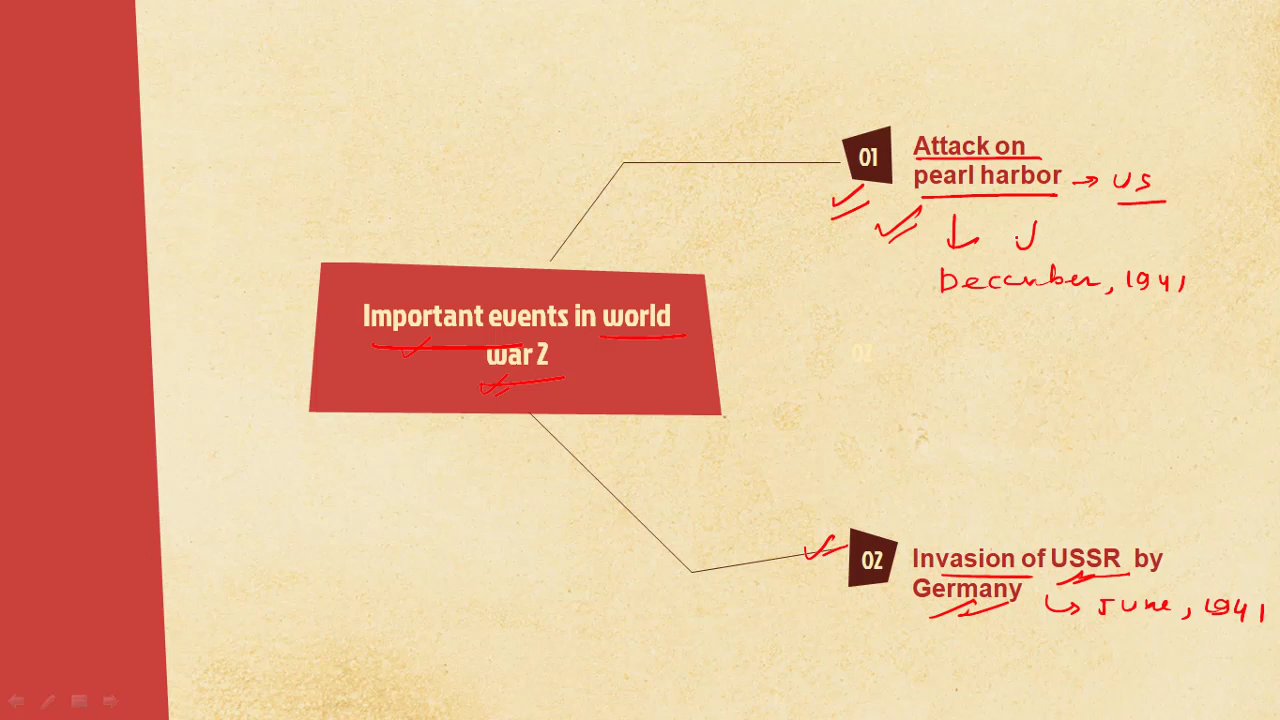 01
Attack on
pearl harbor → US
December, 1941
Important events in world
war 2
02
02
Invasion of USSR by
Germany
↳ June, 1941